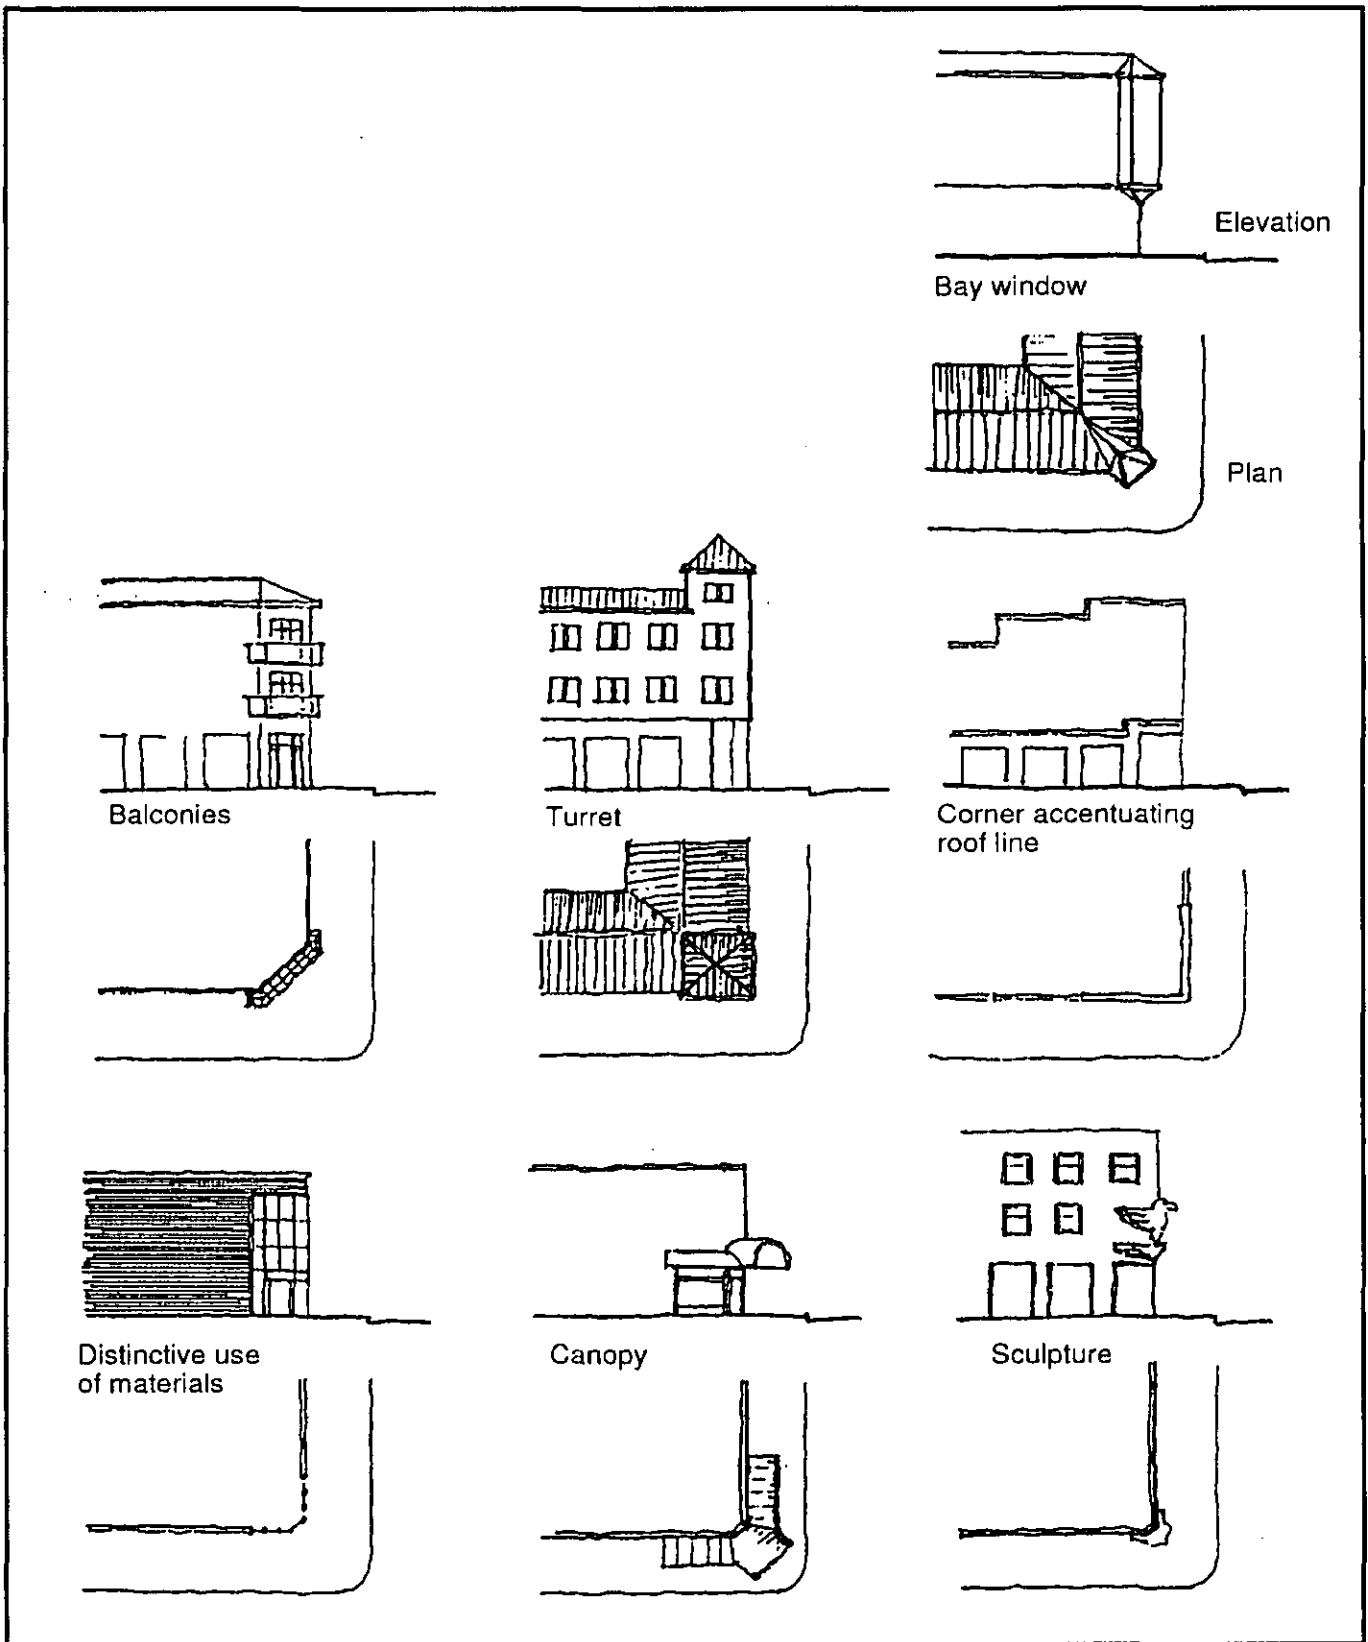 Elevation
Bay window
Plan
Balconies
Turret
Corner accentuating
roof line
Distinctive use
of materials
Canopy
Sculpture